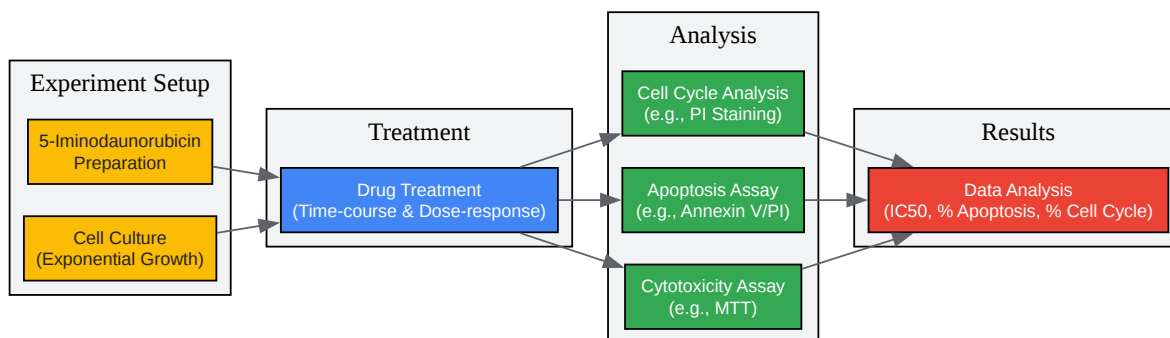 Experiment Setup
5-Iminodaunorubicin
Preparation
Cell Culture
(Exponential Growth)
Treatment
Drug Treatment
(Time-course & Dose-response)
Analysis
Cell Cycle Analysis
(e.g., PI Staining)
Apoptosis Assay
(e.g., Annexin V/PI)
Cytotoxicity Assay
(e.g., MTT)
Results
Data Analysis
(IC50, % Apoptosis, % Cell Cycle)